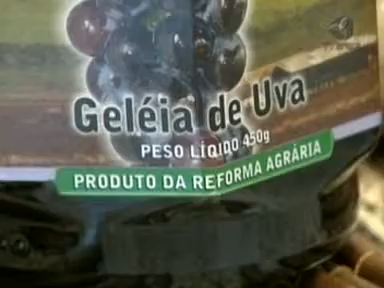 Geléia de Uva
PESO LÍQUIDO 450g
PRODUTO DA REFORMA AGRÁRIA